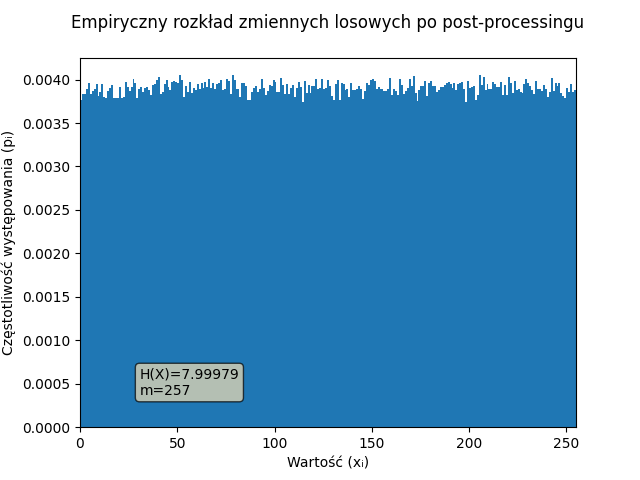 Empiryczny rozkład zmiennych losowych po post-processingu
Częstotliwość występowania (pᵢ)
0.0040
0.0035
0.0030
0.0025
0.0020
0.0015
0.0010
0.0005
0.0000
H(X)=7.99979
m=257
0 50 100 150 200 250
Wartość (xᵢ)